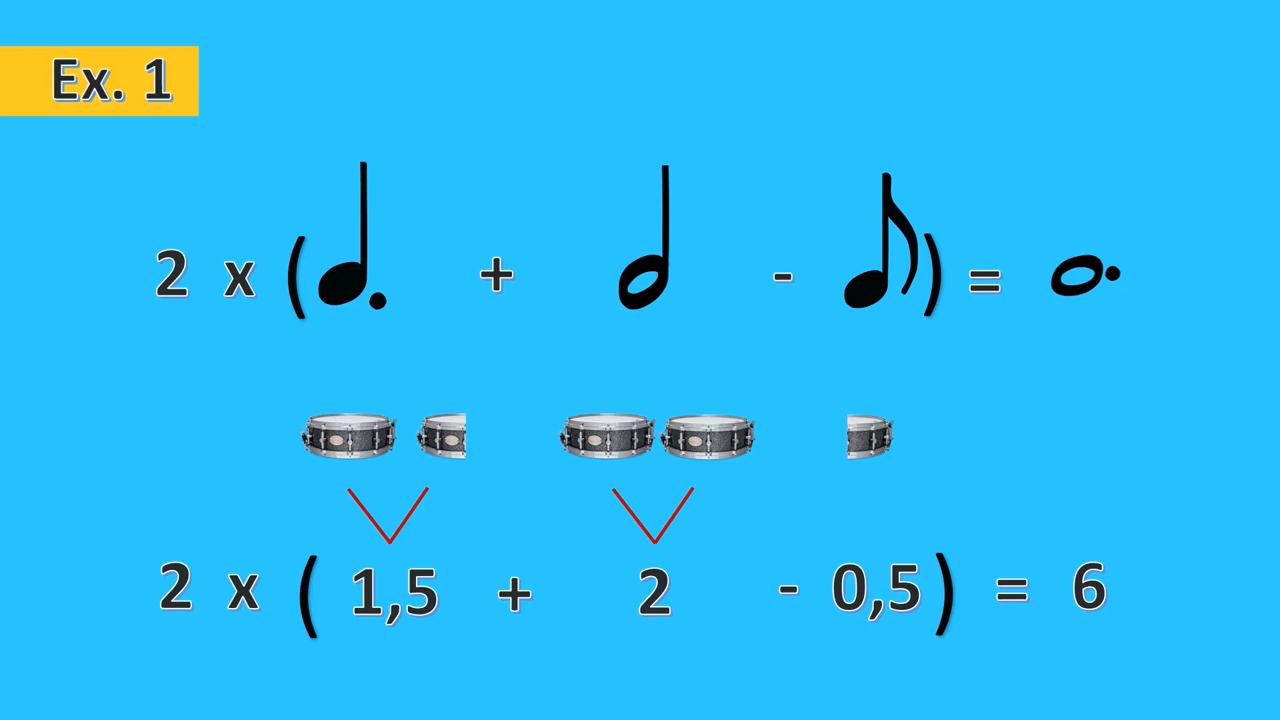 Ex. 1
2 x ( + - ) =
2 x ( 1,5 + 2 - 0,5 ) = 6